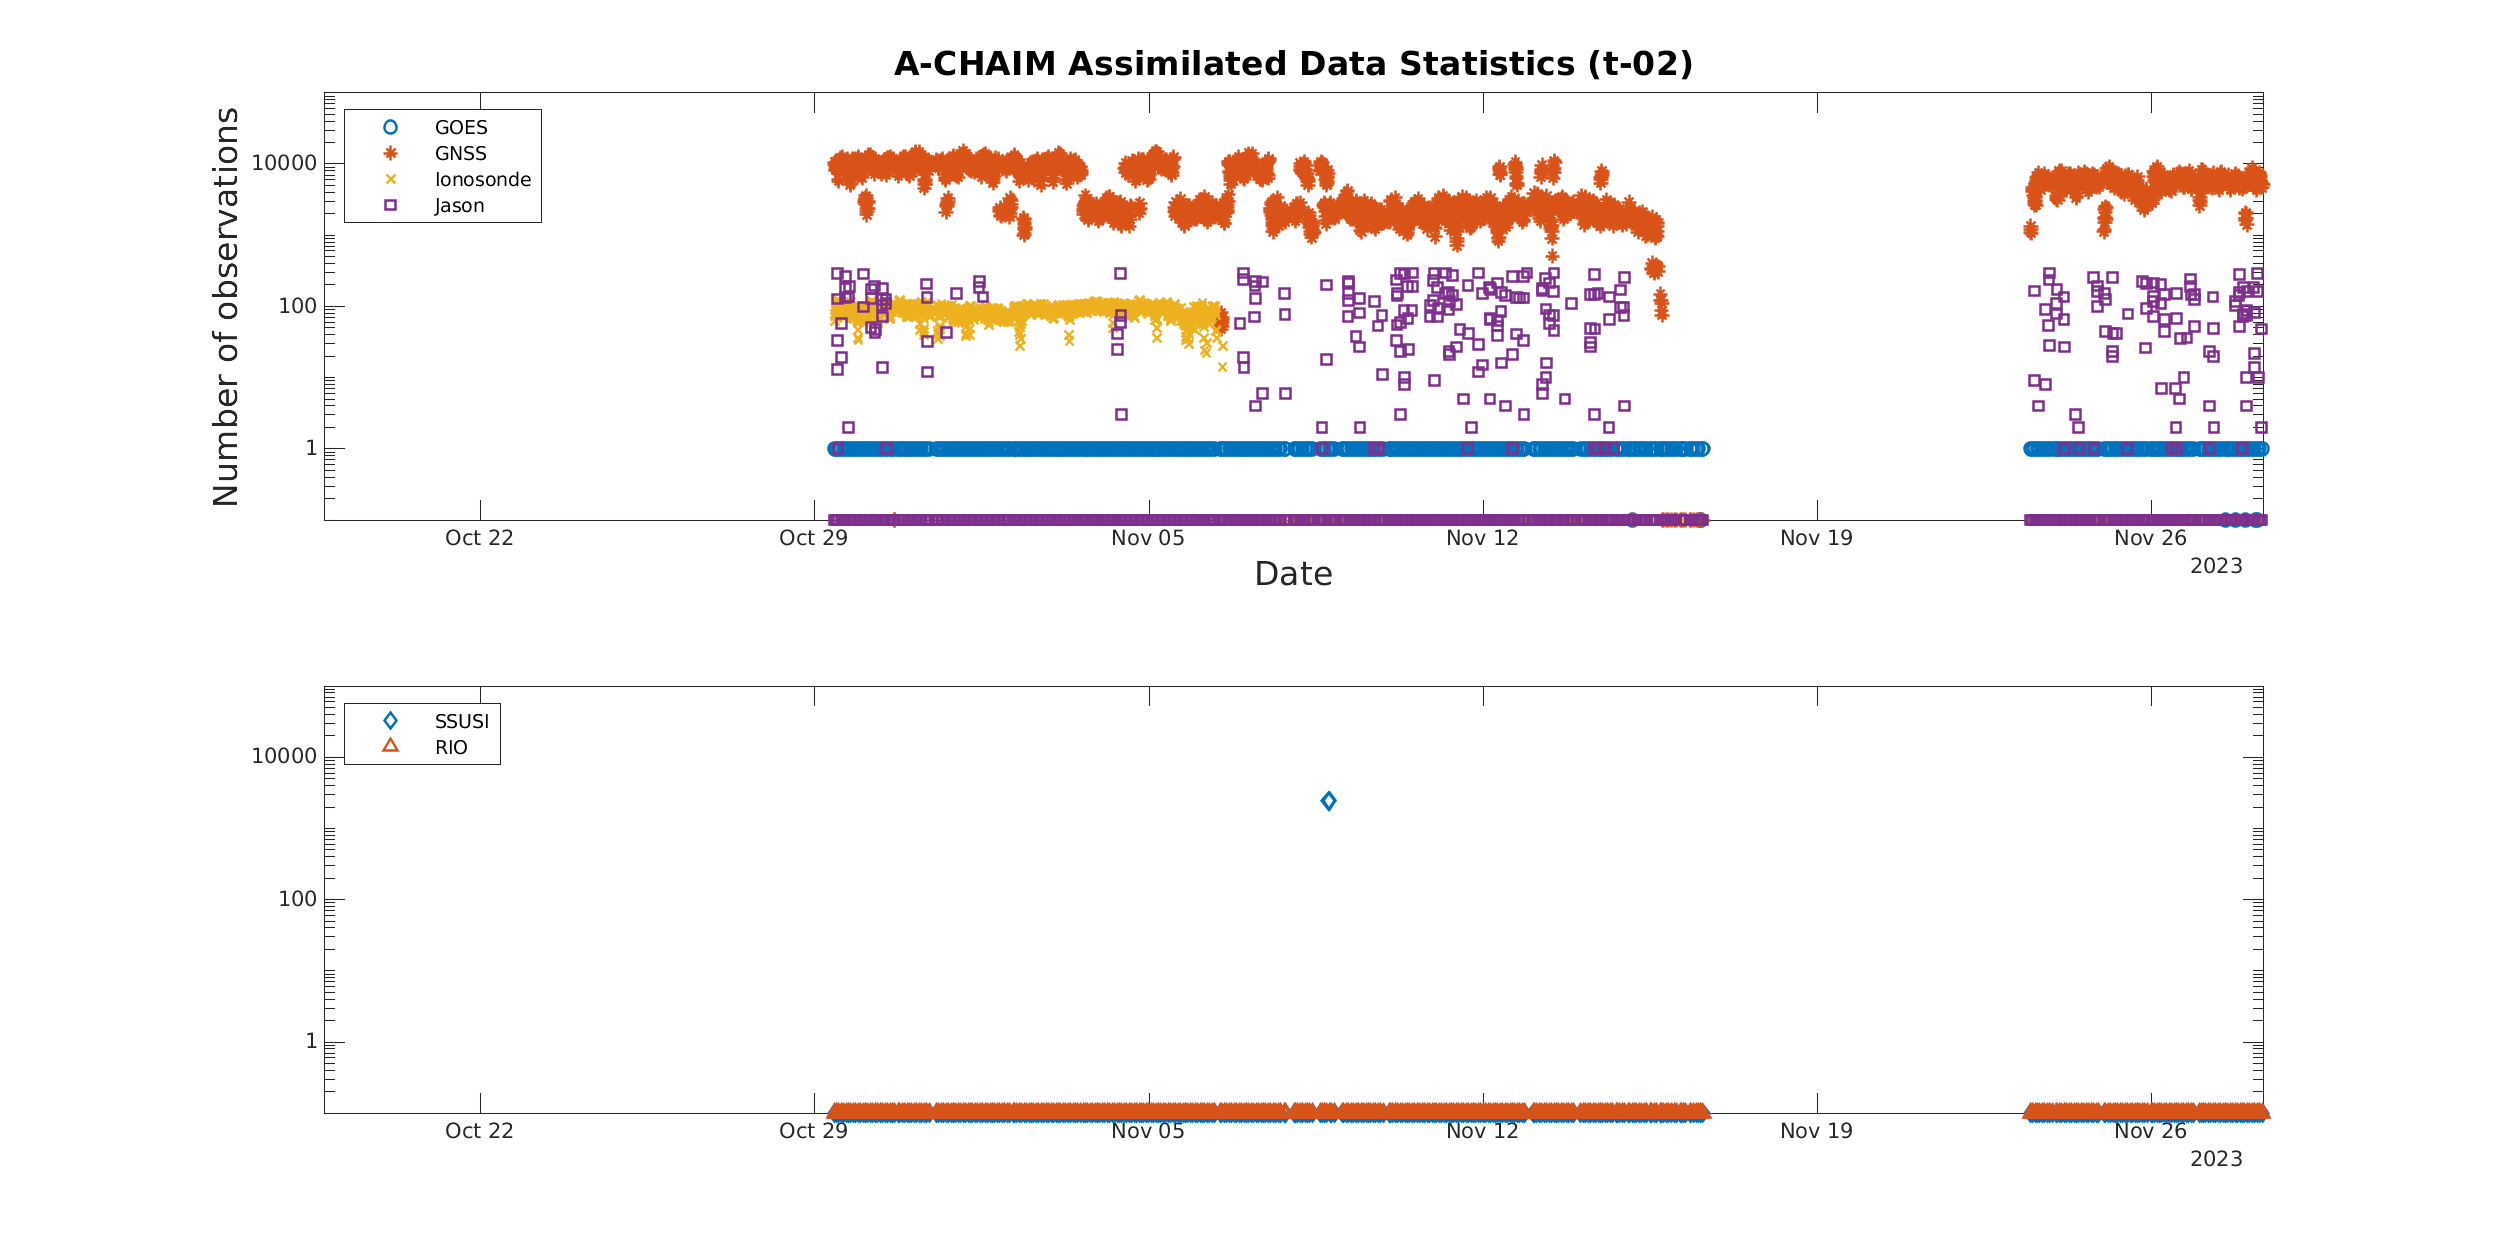 A-CHAIM Assimilated Data Statistics (t-02)
GOES
GNSS
Ionosonde
Jason
10000
100
1
Number of observations
Oct 22 Oct 29 Nov 05 Nov 12 Nov 19 Nov 26
2023
Date
SSUSI
RIO
10000
100
1
Oct 22 Oct 29 Nov 05 Nov 12 Nov 19 Nov 26
2023